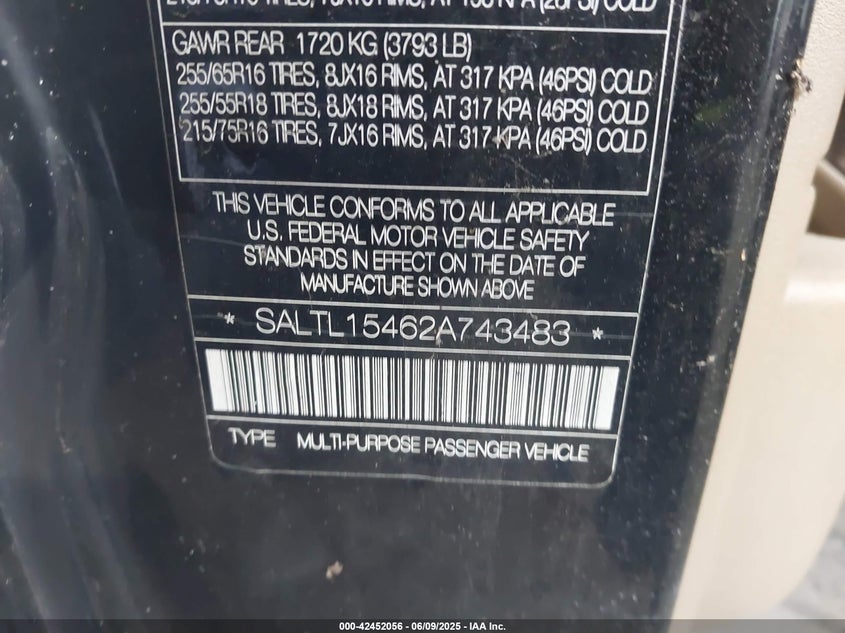 GAWR REAR 1720 KG (3793 LB)
255/65R16 TIRES, 8JX16 RIMS, AT 317 KPA (46PSI) COLD
255/55R18 TIRES, 8JX18 RIMS, AT 317 KPA (46PSI) COLD
215/75R16 TIRES, 7JX16 RIMS, AT 317 KPA (46PSI) COLD
THIS VEHICLE CONFORMS TO ALL APPLICABLE
U.S. FEDERAL MOTOR VEHICLE SAFETY
STANDARDS IN EFFECT ON THE DATE OF
MANUFACTURE SHOWN ABOVE
* SALTL15462A743483 *
TYPE MULTI-PURPOSE PASSENGER VEHICLE
000-42452056 - 06/09/2025 - IAA Inc.